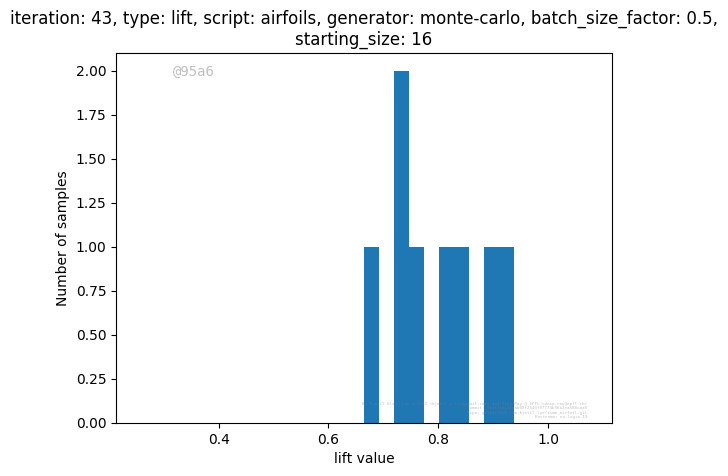 iteration: 43, type: lift, script: airfoils, generator: monte-carlo, batch_size_factor: 0.5,
starting_size: 16
@95a6
2.00
1.75
1.50
1.25
1.00
0.75
0.50
0.25
0.00
Number of samples
0.4 0.6 0.8 1.0
lift value